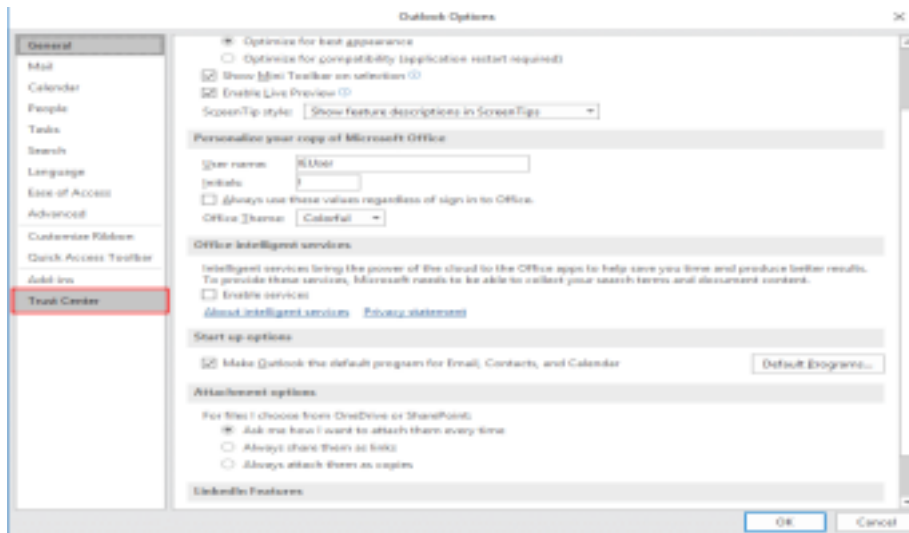 Outlook Options
General
Mail
Calendar
People
Tasks
Search
Language
Ease of Access
Advanced
Customize Ribbon
Quick Access Toolbar
Add-ins
Trust Center
Optimize for best appearance
Optimize for compatibility (application restart required)
Show Mini Toolbar on selection
Enable Live Preview
ScreenTip style: Show feature descriptions in ScreenTips
Personalize your copy of Microsoft Office
User name: IEUser
Initials: I
Always use these values regardless of sign in to Office.
Office Theme: Colorful
Office intelligent services
Intelligent services bring the power of the cloud to the Office apps to help save you time and produce better results.
To provide these services, Microsoft needs to be able to collect your search terms and document content.
Enable services
About intelligent services Privacy statement
Start up options
Make Outlook the default program for Email, Contacts, and Calendar Default Programs...
Attachment options
For files I choose from OneDrive or SharePoint:
Ask me how I want to attach them every time
Always share them as links
Always attach them as copies
LinkedIn Features
OK Cancel